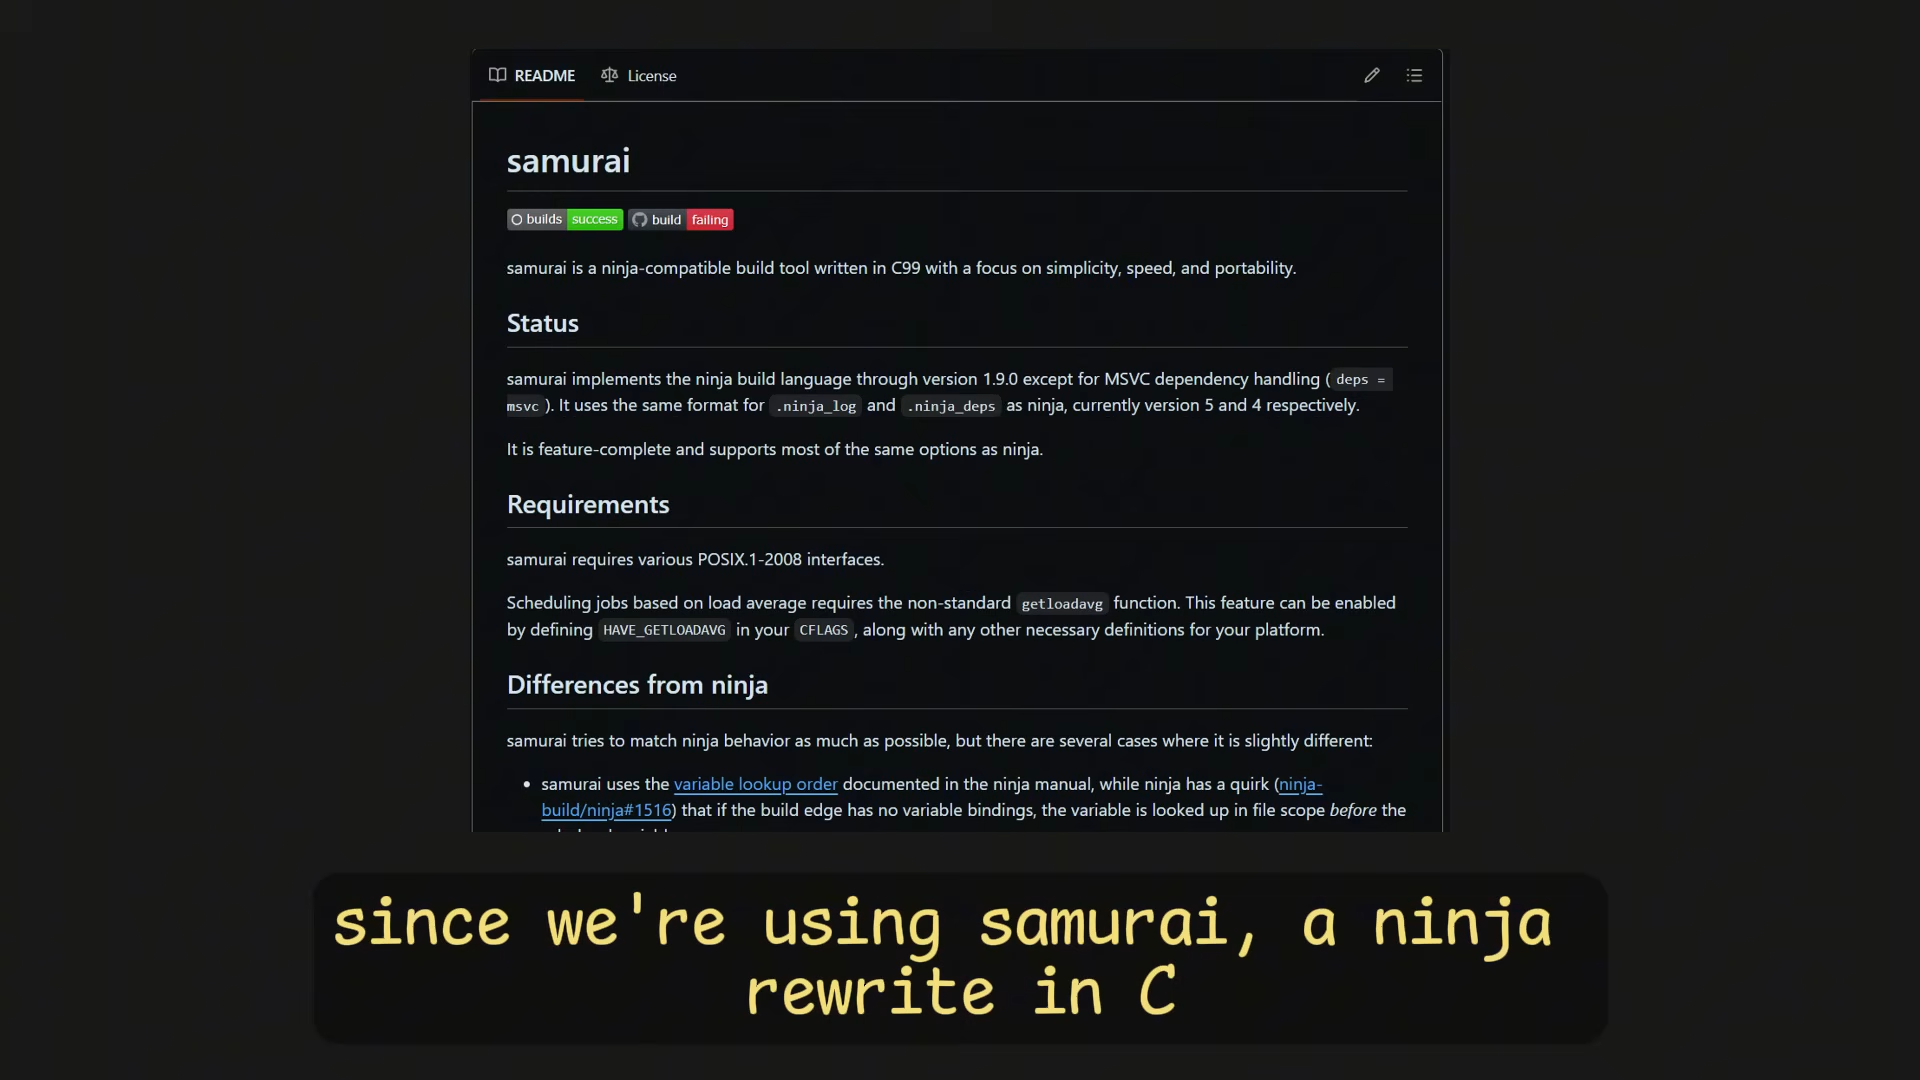 README License
samurai
builds success build failing
samurai is a ninja-compatible build tool written in C99 with a focus on simplicity, speed, and portability.
Status
samurai implements the ninja build language through version 1.9.0 except for MSVC dependency handling (deps =
msvc). It uses the same format for .ninja_log and .ninja_deps as ninja, currently version 5 and 4 respectively.
It is feature-complete and supports most of the same options as ninja.
Requirements
samurai requires various POSIX.1-2008 interfaces.
Scheduling jobs based on load average requires the non-standard getloadavg function. This feature can be enabled
by defining HAVE_GETLOADAVG in your CFLAGS, along with any other necessary definitions for your platform.
Differences from ninja
samurai tries to match ninja behavior as much as possible, but there are several cases where it is slightly different:
• samurai uses the variable lookup order documented in the ninja manual, while ninja has a quirk (ninja-
build/ninja#1516) that if the build edge has no variable bindings, the variable is looked up in file scope before the
since we're using samurai, a ninja
rewrite in C